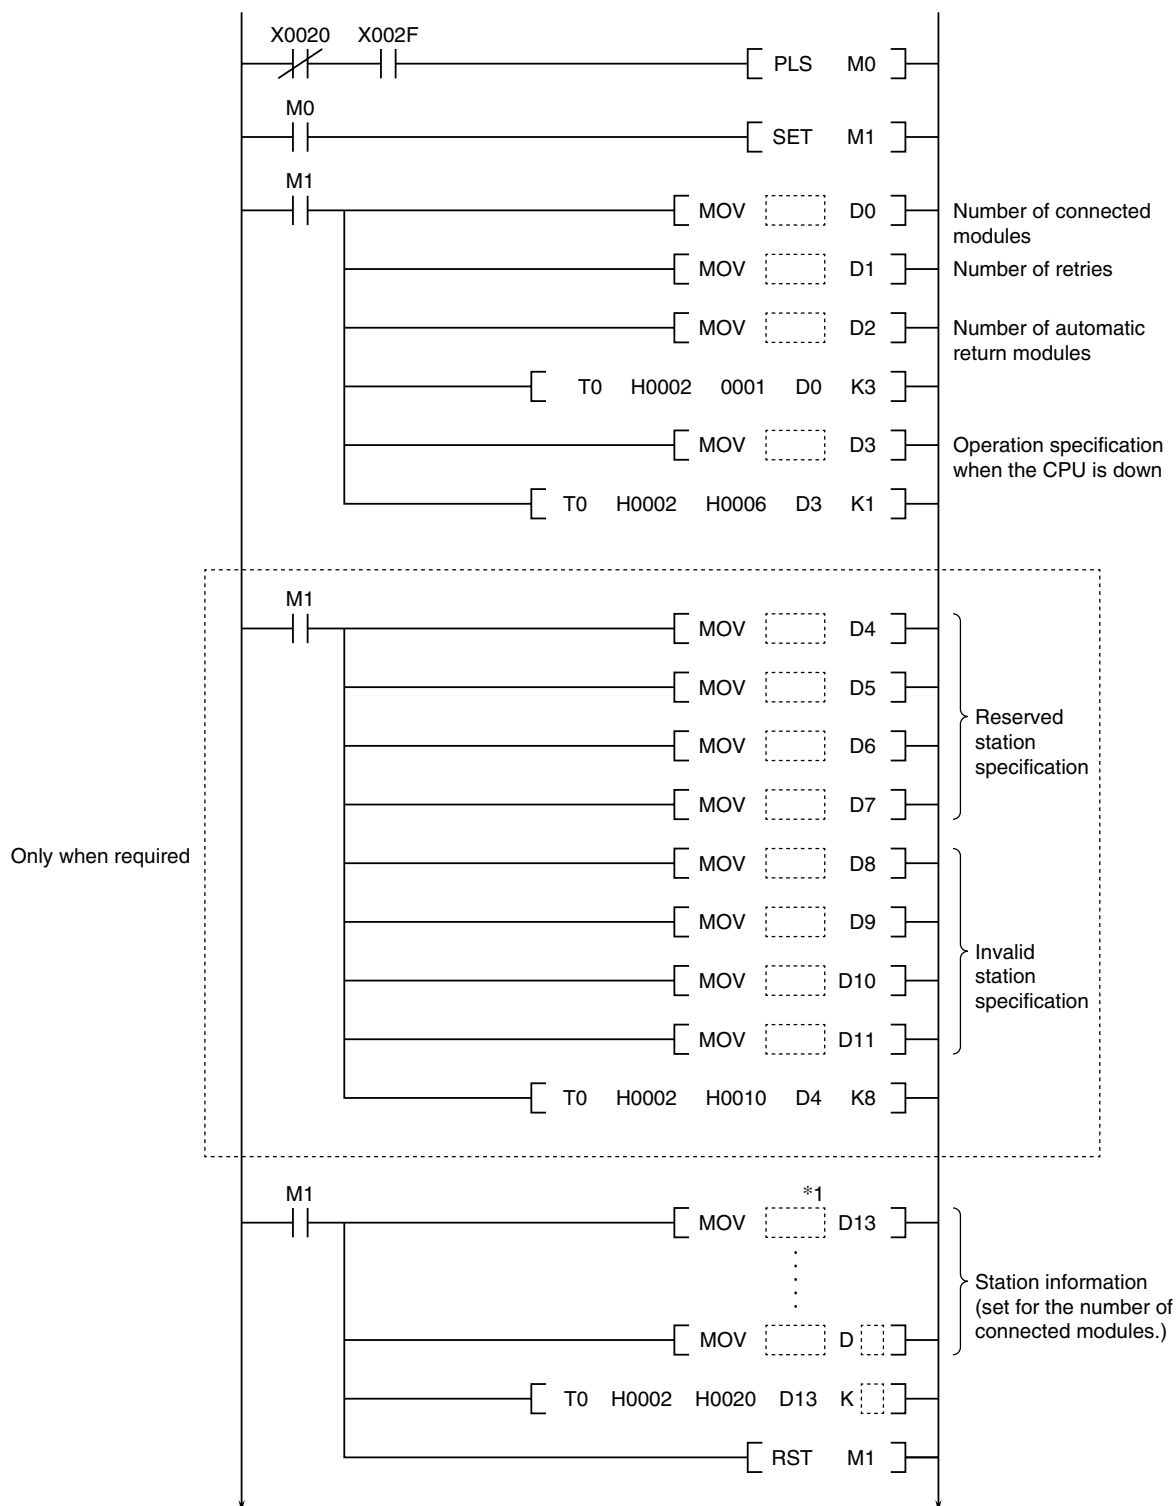 X0020 X002F
PLS M0
M0
SET M1
M1
MOV D0
Number of connected
modules
MOV D1
Number of retries
MOV D2
Number of automatic
return modules
T0 H0002 0001 D0 K3
MOV D3
Operation specification
when the CPU is down
T0 H0002 H0006 D3 K1
M1
MOV D4
MOV D5
Reserved
station
specification
MOV D6
MOV D7
Only when required
MOV D8
MOV D9
Invalid
station
specification
MOV D10
MOV D11
T0 H0002 H0010 D4 K8
M1
*1
MOV D13
Station information
(set for the number of
connected modules.)
MOV D
T0 H0002 H0020 D13 K
RST M1